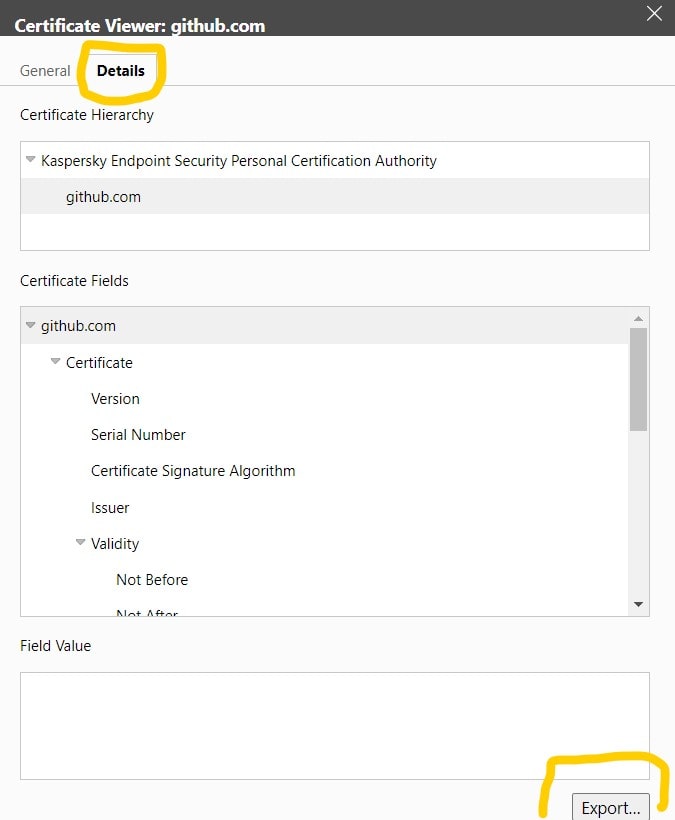 Certificate Viewer: github.com
General Details
Certificate Hierarchy
Kaspersky Endpoint Security Personal Certification Authority
github.com
Certificate Fields
github.com
Certificate
Version
Serial Number
Certificate Signature Algorithm
Issuer
Validity
Not Before
Not After
Field Value
Export...